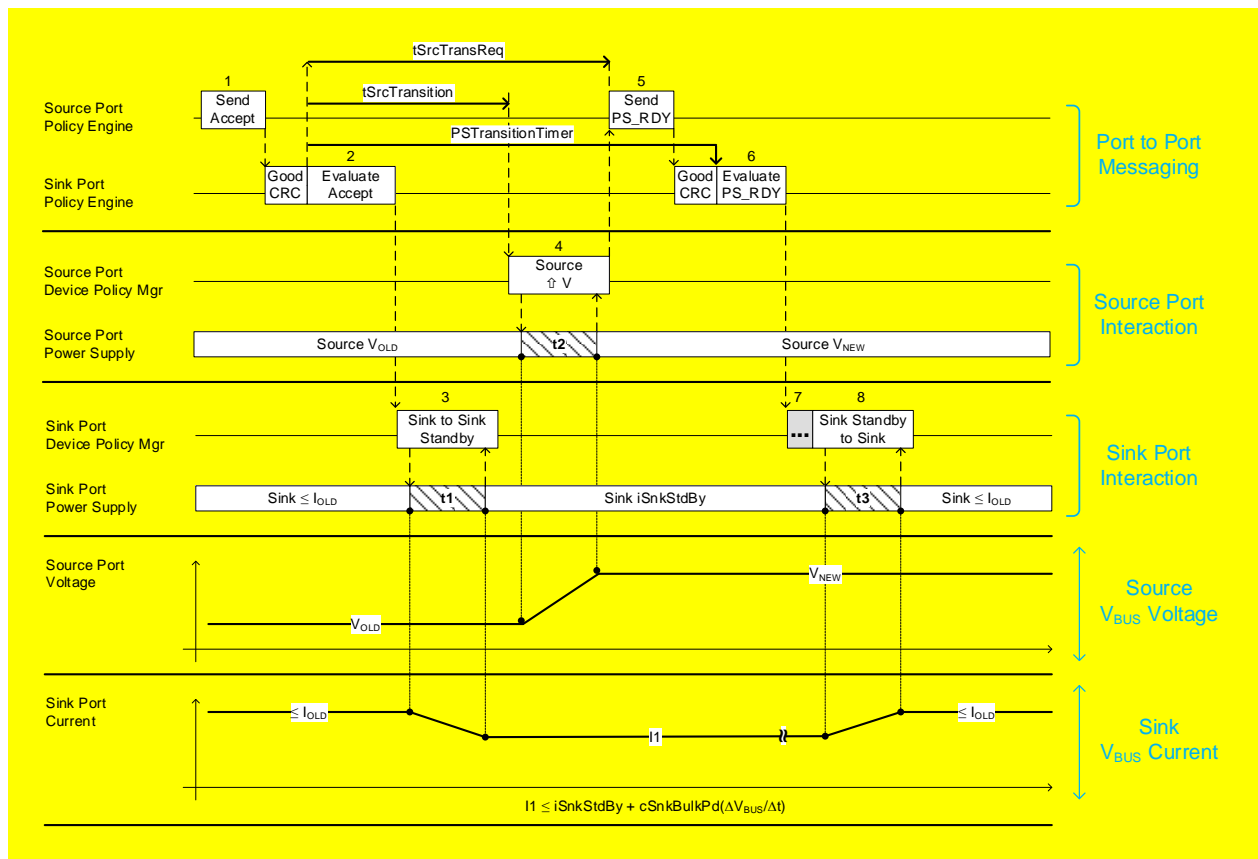 tSrcTransReq
1
5
Source Port
Policy Engine
Send
Accept
tSrcTransition
Send
PS_RDY
PSTransitionTimer
2
6
Sink Port
Policy Engine
Good
CRC
Evaluate
Accept
Good
CRC
Evaluate
PS_RDY
Port to Port
Messaging
4
Source Port
Device Policy Mgr
Source
⇧ V
Source Port
Power Supply
Source VOLD
t2
Source VNEW
Source Port
Interaction
3
7
8
Sink Port
Device Policy Mgr
Sink to Sink
Standby
...
Sink Standby
to Sink
Sink Port
Power Supply
Sink ≤ IOLD
t1
Sink iSnkStdBy
t3
Sink ≤ IOLD
Sink Port
Interaction
Source Port
Voltage
VOLD
VNEW
Source
VBUS Voltage
Sink Port
Current
≤ IOLD
I1
≤ IOLD
Sink
VBUS Current
I1 ≤ iSnkStdBy + cSnkBulkPd(ΔVBUS/Δt)